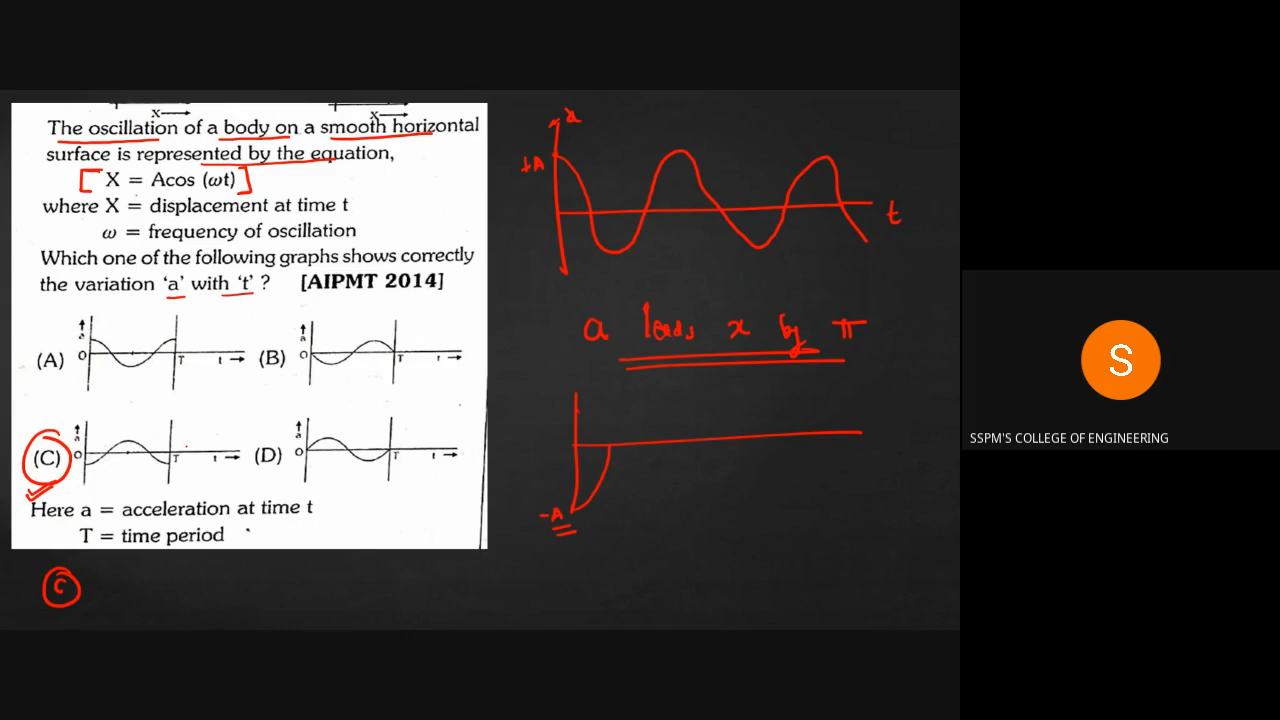 X
X
The oscillation of a body on a smooth horizontal
surface is represented by the equation,
X = Acos (ωt)
where X = displacement at time t
ω = frequency of oscillation
Which one of the following graphs shows correctly
the variation 'a' with 't' ? [AIPMT 2014]
(A) a O T t
(B) a O T t
(C) a O T t
(D) a O T t
Here a = acceleration at time t
T = time period
C
x
+A
t
a leads x by π
-A
S
SSPM'S COLLEGE OF ENGINEERING